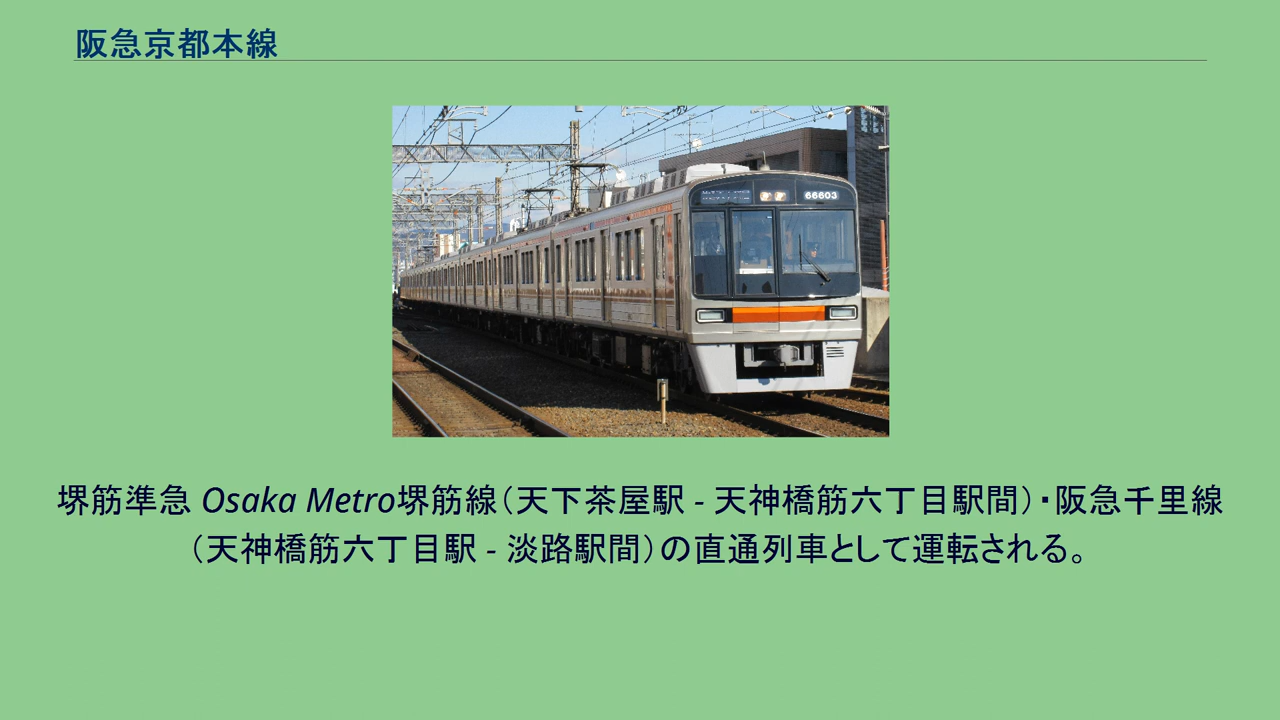 阪急京都本線
66603
堺筋準急 Osaka Metro堺筋線（天下茶屋駅 - 天神橋筋六丁目駅間）・阪急千里線
（天神橋筋六丁目駅 - 淡路駅間）の直通列車として運転される。